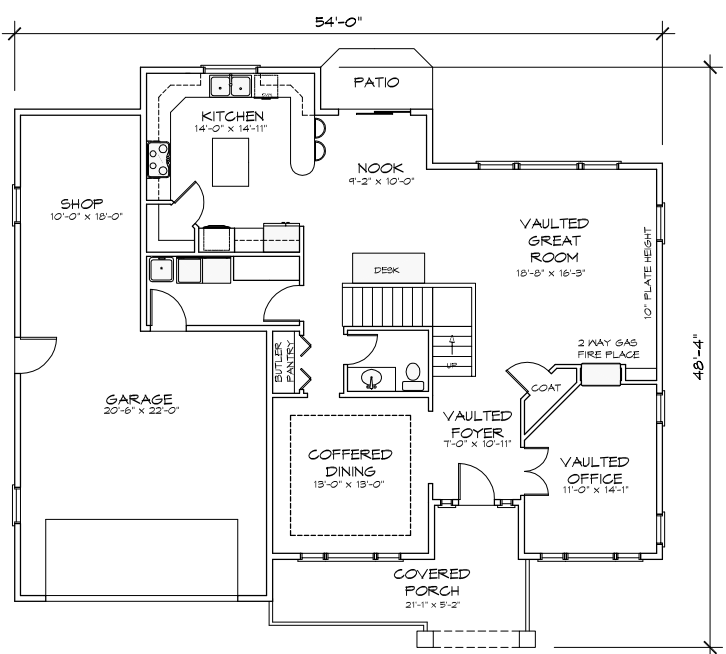 54'-0"
PATIO
KITCHEN
14'-0" x 14'-11"
NOOK
9'-2" x 10'-0"
SHOP
10'-0" x 18'-0"
VAULTED
GREAT
ROOM
18'-8" x 16'-3"
10" PLATE HEIGHT
DESK
48'-4"
UP
BUTLER
PANTRY
2 WAY GAS
FIRE PLACE
COAT
GARAGE
20'-6" x 22'-0"
VAULTED
FOYER
7'-0" x 10'-11"
COFFERED
DINING
13'-0" x 13'-0"
VAULTED
OFFICE
11'-0" x 14'-1"
COVERED
PORCH
21'-1" x 5'-2"